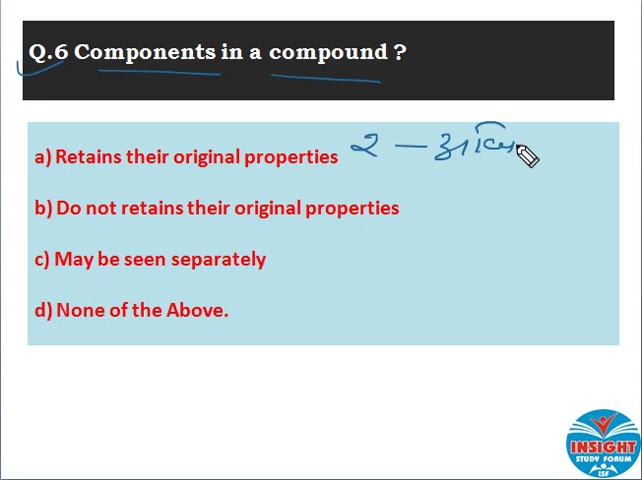 Q.6 Components in a compound ?
a) Retains their original properties २ –
b) Do not retains their original properties
c) May be seen separately
d) None of the Above.
INSIGHT
STUDY FORUM
ISF